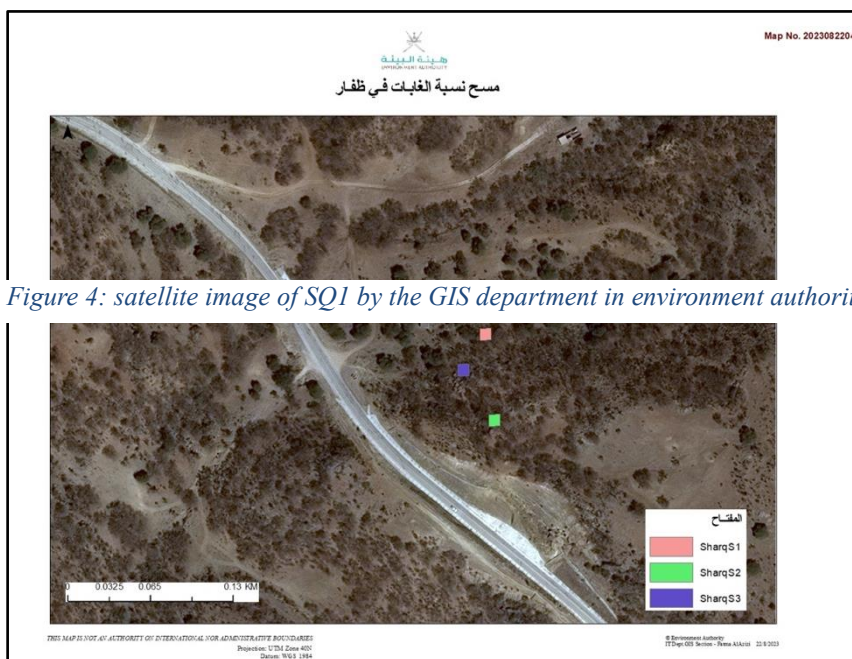 Map No. 2023082204
هيئة البيئة
ENVIRONMENT AUTHORITY
مسح نسبة الغابات في ظفار
Figure 4: satellite image of SQ1 by the GIS department in environment authori
المفتاح
SharqS1
SharqS2
SharqS3
0 0.0325 0.065 0.13 KM
THIS MAP IS NOT AN AUTHORITY ON INTERNATIONAL NOR ADMINISTRATIVE BOUNDARIES
Projection: UTM Zone 40N
Datum: WGS 1984
© Environment Authority
IT Dept.GIS Section - Fatma AlArizi 22/8/2023